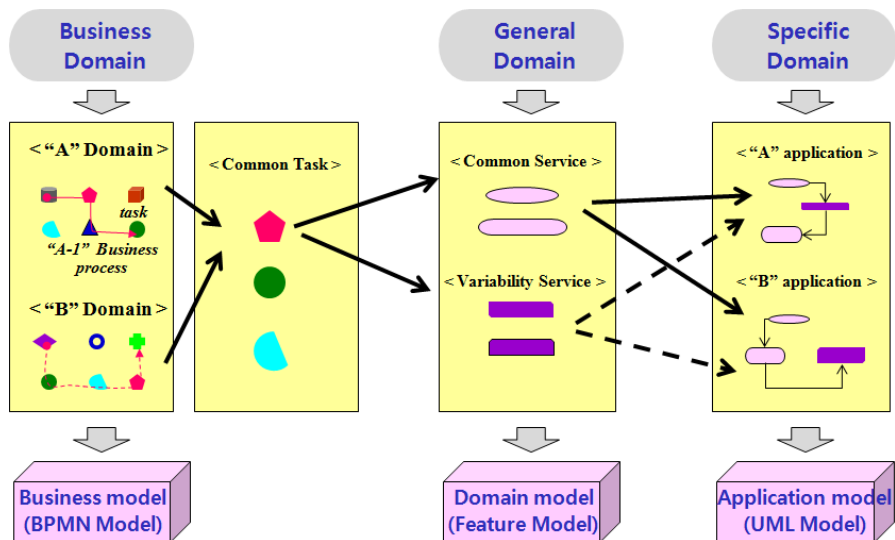 Business
Domain
General
Domain
Specific
Domain
< “A” Domain >
task
“A-1” Business
process
< “B” Domain >
< Common Task >
< Common Service >
< Variability Service >
< “A” application >
< “B” application >
Business model
(BPMN Model)
Domain model
(Feature Model)
Application model
(UML Model)